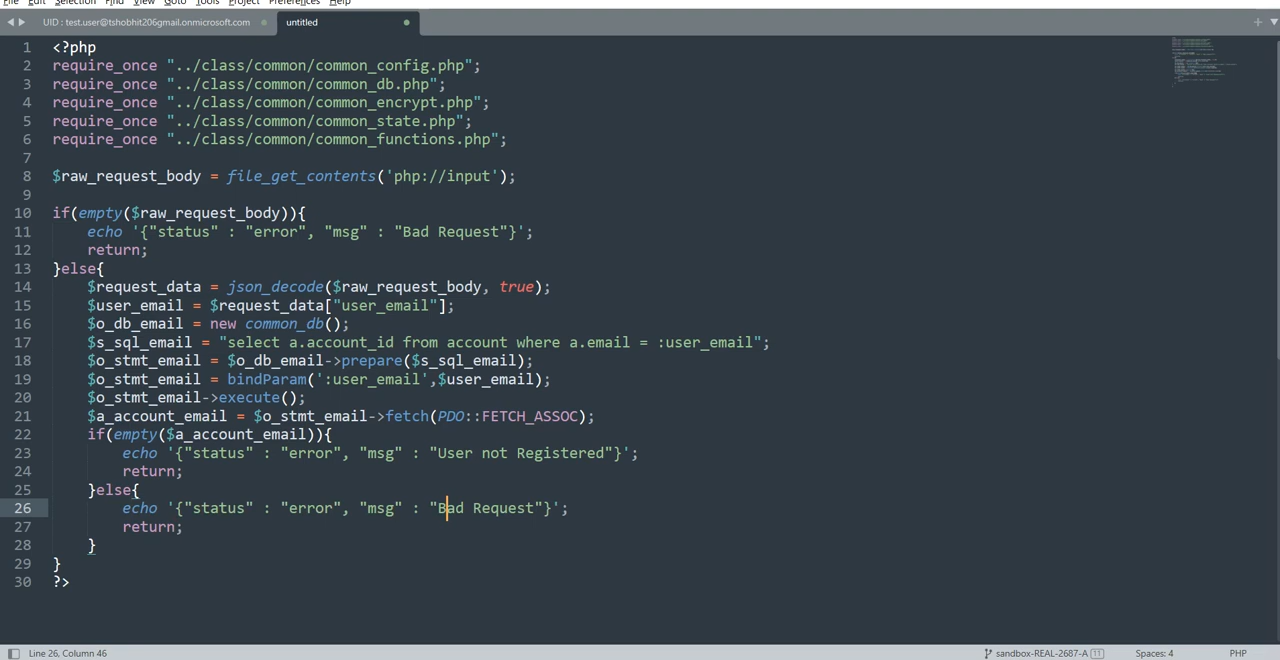 File Edit Selection Find View Goto Tools Project Preferences Help
UID : test.user@tshobhit206gmail.onmicrosoft.com
untitled
1 <?php
2 require_once "../class/common/common_config.php";
3 require_once "../class/common/common_db.php";
4 require_once "../class/common/common_encrypt.php";
5 require_once "../class/common/common_state.php";
6 require_once "../class/common/common_functions.php";
7
8 $raw_request_body = file_get_contents('php://input');
9
10 if(empty($raw_request_body)){
11     echo '{"status" : "error", "msg" : "Bad Request"}';
12     return;
13 }else{
14     $request_data = json_decode($raw_request_body, true);
15     $user_email = $request_data["user_email"];
16     $o_db_email = new common_db();
17     $s_sql_email = "select a.account_id from account where a.email = :user_email";
18     $o_stmt_email = $o_db_email->prepare($s_sql_email);
19     $o_stmt_email = bindParam(':user_email',$user_email);
20     $o_stmt_email->execute();
21     $a_account_email = $o_stmt_email->fetch(PDO::FETCH_ASSOC);
22     if(empty($a_account_email)){
23         echo '{"status" : "error", "msg" : "User not Registered"}';
24         return;
25     }else{
26         echo '{"status" : "error", "msg" : "Bad Request"}';
27         return;
28     }
29 }
30 ?>
Line 26, Column 46
sandbox-REAL-2687-A 11
Spaces: 4
PHP